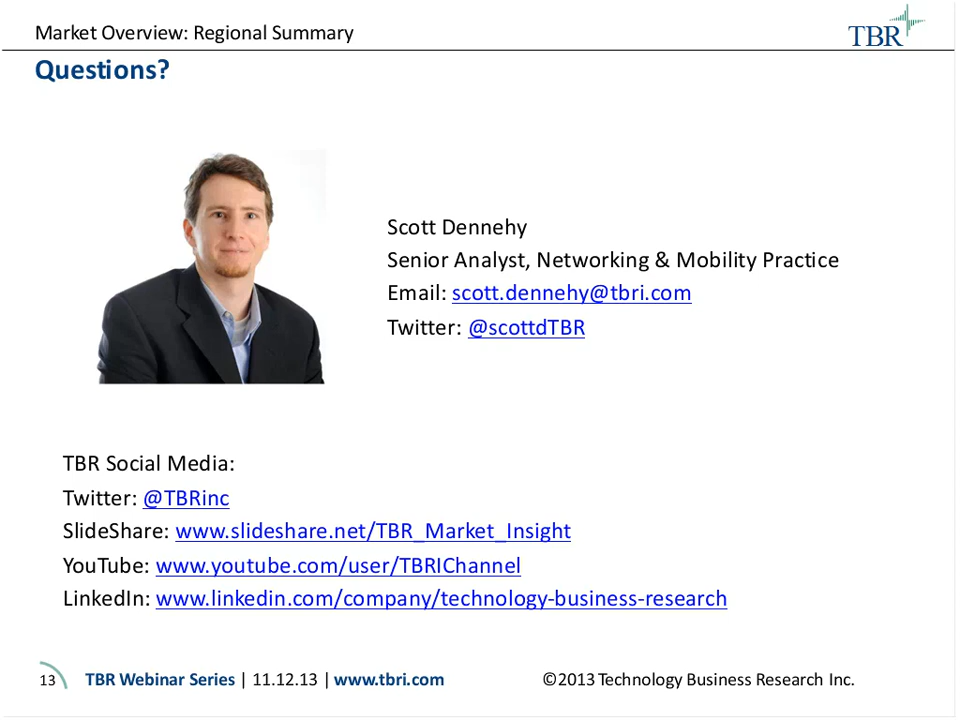 Market Overview: Regional Summary
TBR
Questions?
Scott Dennehy
Senior Analyst, Networking & Mobility Practice
Email: scott.dennehy@tbri.com
Twitter: @scottdTBR
TBR Social Media:
Twitter: @TBRinc
SlideShare: www.slideshare.net/TBR_Market_Insight
YouTube: www.youtube.com/user/TBRIChannel
LinkedIn: www.linkedin.com/company/technology-business-research
13 TBR Webinar Series | 11.12.13 | www.tbri.com ©2013 Technology Business Research Inc.